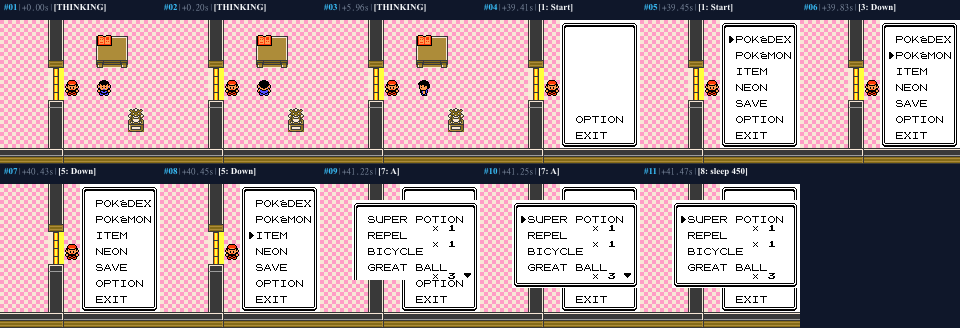 #01 | +0.00s | [THINKING]
#02 | +0.20s | [THINKING]
#03 | +5.96s | [THINKING]
#04 | +39.41s | [1: Start]
OPTION
EXIT
#05 | +39.45s | [1: Start]
▶POKéDEX
POKéMON
ITEM
NEON
SAVE
OPTION
EXIT
#06 | +39.83s | [3: Down]
POKéDEX
▶POKéMON
ITEM
NEON
SAVE
OPTION
EXIT
#07 | +40.43s | [5: Down]
POKéDEX
POKéMON
ITEM
NEON
SAVE
OPTION
EXIT
#08 | +40.45s | [5: Down]
POKéDEX
POKéMON
▶ITEM
NEON
SAVE
OPTION
EXIT
#09 | +41.22s | [7: A]
SUPER POTION
× 1
REPEL
× 1
BICYCLE
GREAT BALL
× 3 ▼
OPTION
EXIT
#10 | +41.25s | [7: A]
▶SUPER POTION
× 1
REPEL
× 1
BICYCLE
GREAT BALL
× 3 ▼
EXIT
#11 | +41.47s | [8: sleep 450]
▶SUPER POTION
× 1
REPEL
× 1
BICYCLE
GREAT BALL
× 3
EXIT